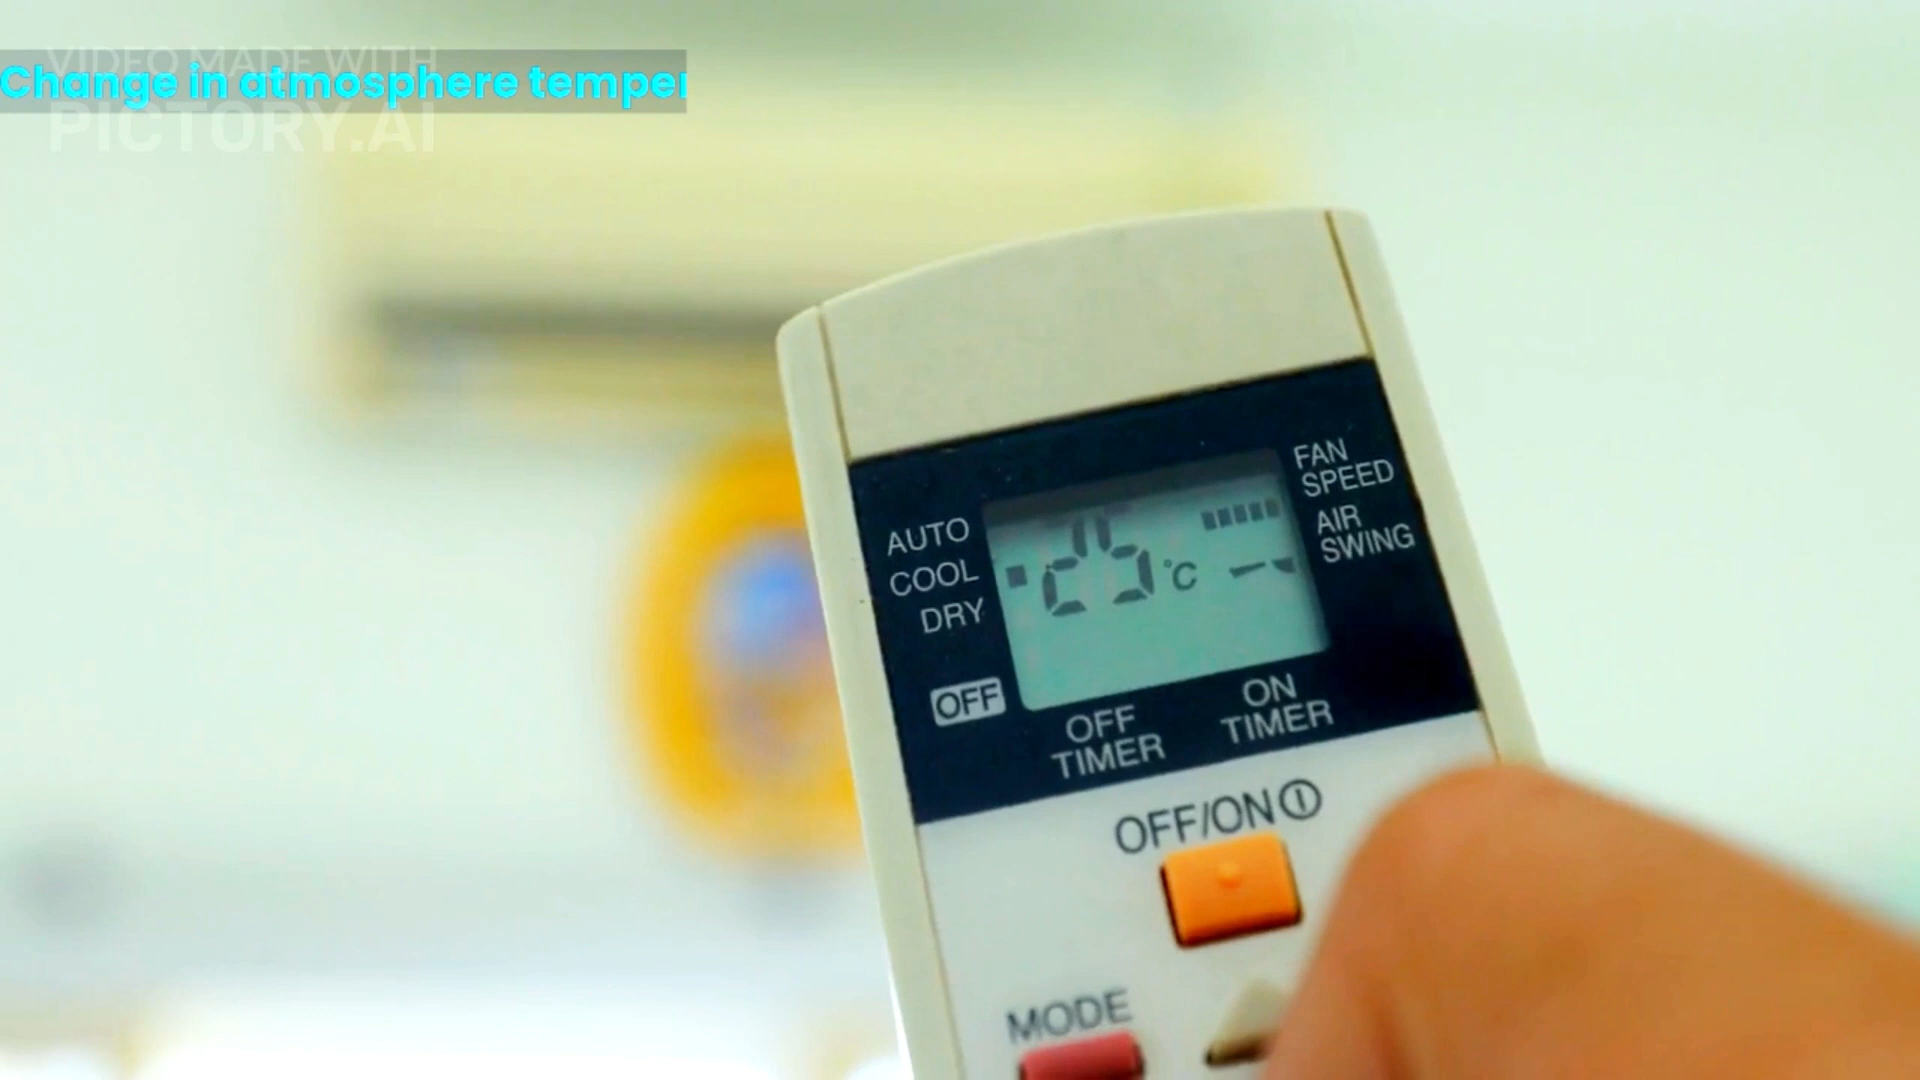 VIDEO MADE WITH
Change in atmosphere temper
PICTORY.AI
FAN
SPEED
AUTO
AIR
SWING
COOL
25 °C
DRY
OFF
OFF
TIMER
ON
TIMER
OFF/ON
MODE